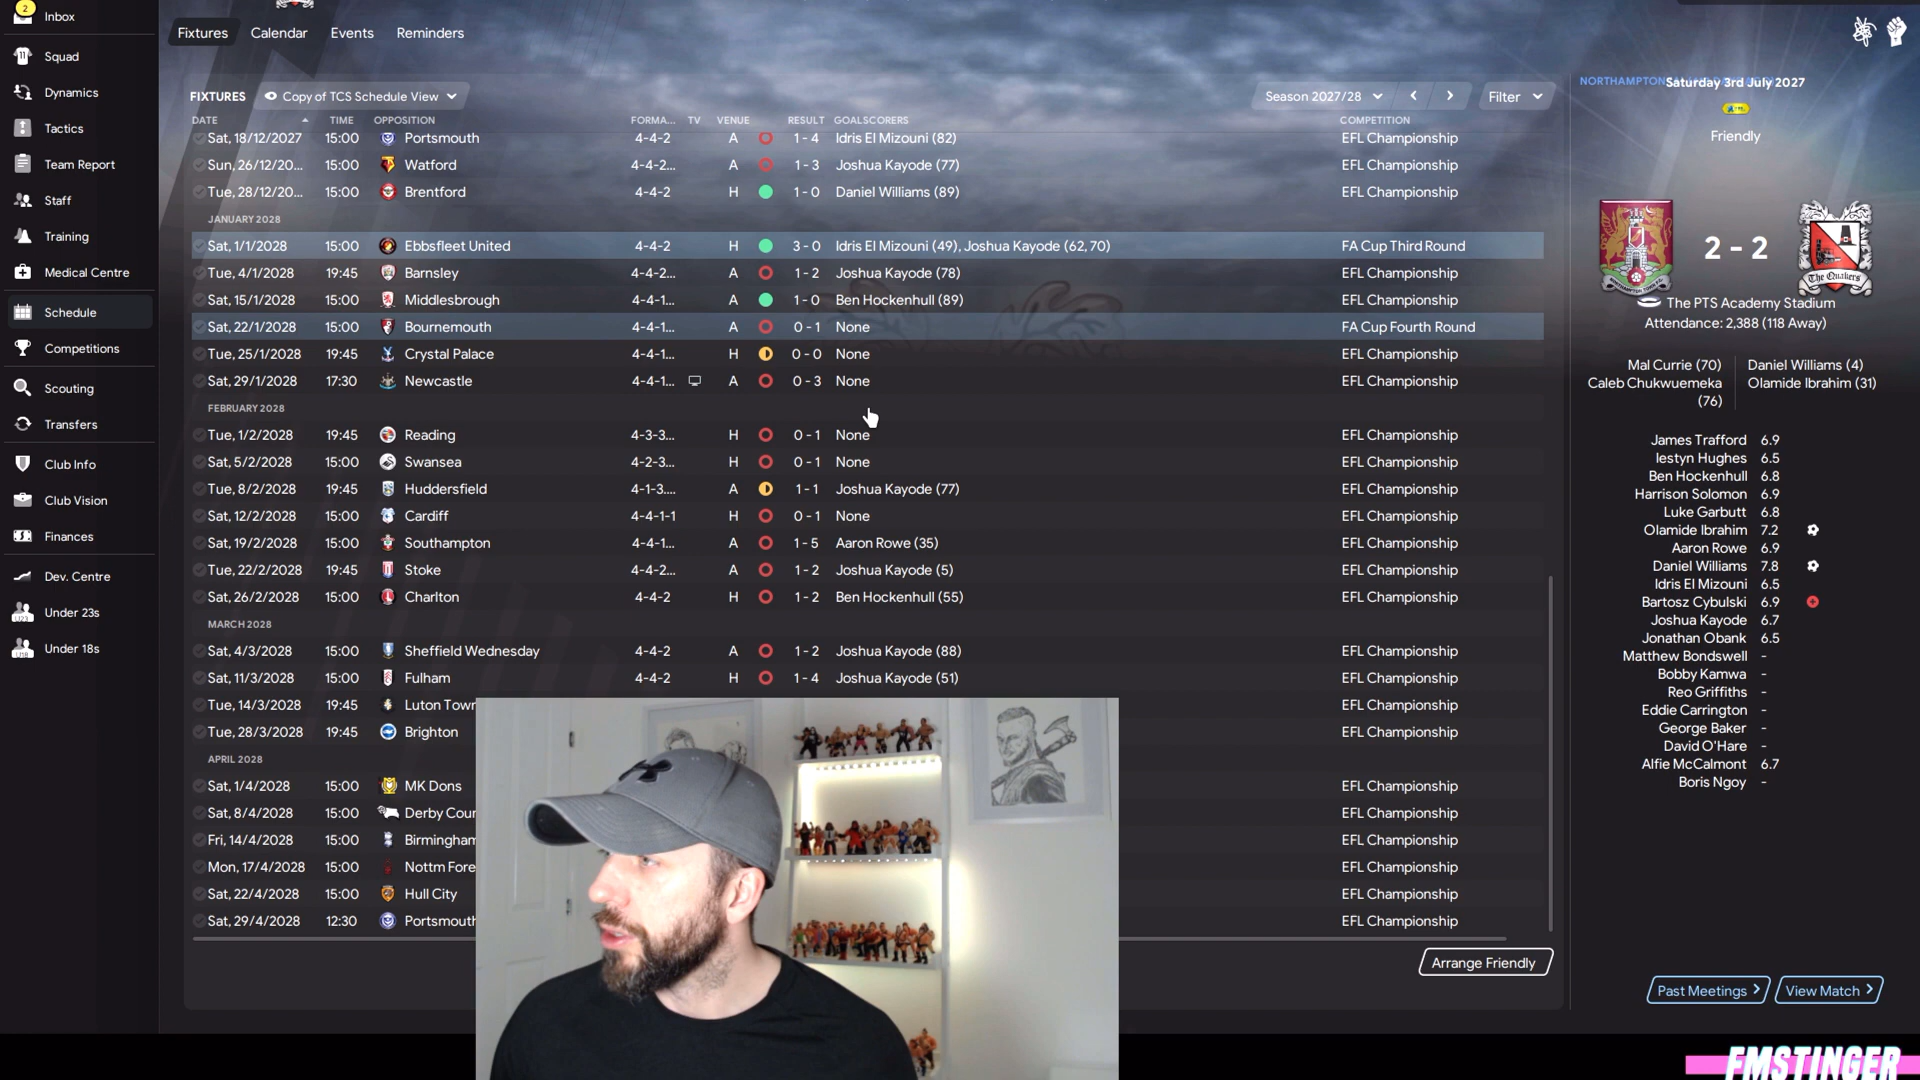 2
Inbox
Squad
Dynamics
Tactics
Team Report
Staff
Training
Medical Centre
Schedule
Competitions
Scouting
Transfers
Club Info
Club Vision
Finances
Dev. Centre
Under 23s
Under 18s
Fixtures Calendar Events Reminders
FIXTURES Copy of TCS Schedule View Season 2027/28 Filter
DATE TIME OPPOSITION FORMA... TV VENUE RESULT GOALSCORERS COMPETITION
Sat, 18/12/2027 15:00 Portsmouth 4-4-2 A 1 - 4 Idris El Mizouni (82) EFL Championship
Sun, 26/12/20... 15:00 Watford 4-4-2... A 1 - 3 Joshua Kayode (77) EFL Championship
Tue, 28/12/20... 15:00 Brentford 4-4-2 H 1 - 0 Daniel Williams (89) EFL Championship
JANUARY 2028
Sat, 1/1/2028 15:00 Ebbsfleet United 4-4-2 H 3 - 0 Idris El Mizouni (49), Joshua Kayode (62, 70) FA Cup Third Round
Tue, 4/1/2028 19:45 Barnsley 4-4-2... A 1 - 2 Joshua Kayode (78) EFL Championship
Sat, 15/1/2028 15:00 Middlesbrough 4-4-1... A 1 - 0 Ben Hockenhull (89) EFL Championship
Sat, 22/1/2028 15:00 Bournemouth 4-4-1... A 0 - 1 None FA Cup Fourth Round
Tue, 25/1/2028 19:45 Crystal Palace 4-4-1... H 0 - 0 None EFL Championship
Sat, 29/1/2028 17:30 Newcastle 4-4-1... A 0 - 3 None EFL Championship
FEBRUARY 2028
Tue, 1/2/2028 19:45 Reading 4-3-3... H 0 - 1 None EFL Championship
Sat, 5/2/2028 15:00 Swansea 4-2-3... H 0 - 1 None EFL Championship
Tue, 8/2/2028 19:45 Huddersfield 4-1-3.... A 1 - 1 Joshua Kayode (77) EFL Championship
Sat, 12/2/2028 15:00 Cardiff 4-4-1-1 H 0 - 1 None EFL Championship
Sat, 19/2/2028 15:00 Southampton 4-4-1... A 1 - 5 Aaron Rowe (35) EFL Championship
Tue, 22/2/2028 19:45 Stoke 4-4-2... A 1 - 2 Joshua Kayode (5) EFL Championship
Sat, 26/2/2028 15:00 Charlton 4-4-2 H 1 - 2 Ben Hockenhull (55) EFL Championship
MARCH 2028
Sat, 4/3/2028 15:00 Sheffield Wednesday 4-4-2 A 1 - 2 Joshua Kayode (88) EFL Championship
Sat, 11/3/2028 15:00 Fulham 4-4-2 H 1 - 4 Joshua Kayode (51) EFL Championship
Tue, 14/3/2028 19:45 Luton Town EFL Championship
Tue, 28/3/2028 19:45 Brighton EFL Championship
APRIL 2028
Sat, 1/4/2028 15:00 MK Dons EFL Championship
Sat, 8/4/2028 15:00 Derby Cour EFL Championship
Fri, 14/4/2028 15:00 Birmingham EFL Championship
Mon, 17/4/2028 15:00 Nottm Fore EFL Championship
Sat, 22/4/2028 15:00 Hull City EFL Championship
Sat, 29/4/2028 12:30 Portsmouth EFL Championship
Arrange Friendly
NORTHAMPTON
Saturday 3rd July 2027
Friendly
2 - 2
The Quakers
The PTS Academy Stadium
Attendance: 2,388 (118 Away)
Mal Currie (70) Daniel Williams (4)
Caleb Chukwuemeka Olamide Ibrahim (31)
(76)
James Trafford 6.9
Iestyn Hughes 6.5
Ben Hockenhull 6.8
Harrison Solomon 6.9
Luke Garbutt 6.8
Olamide Ibrahim 7.2
Aaron Rowe 6.9
Daniel Williams 7.8
Idris El Mizouni 6.5
Bartosz Cybulski 6.9
Joshua Kayode 6.7
Jonathan Obank 6.5
Matthew Bondswell -
Bobby Kamwa -
Reo Griffiths -
Eddie Carrington -
George Baker -
David O'Hare -
Alfie McCalmont 6.7
Boris Ngoy -
Past Meetings View Match
FMSTINGER